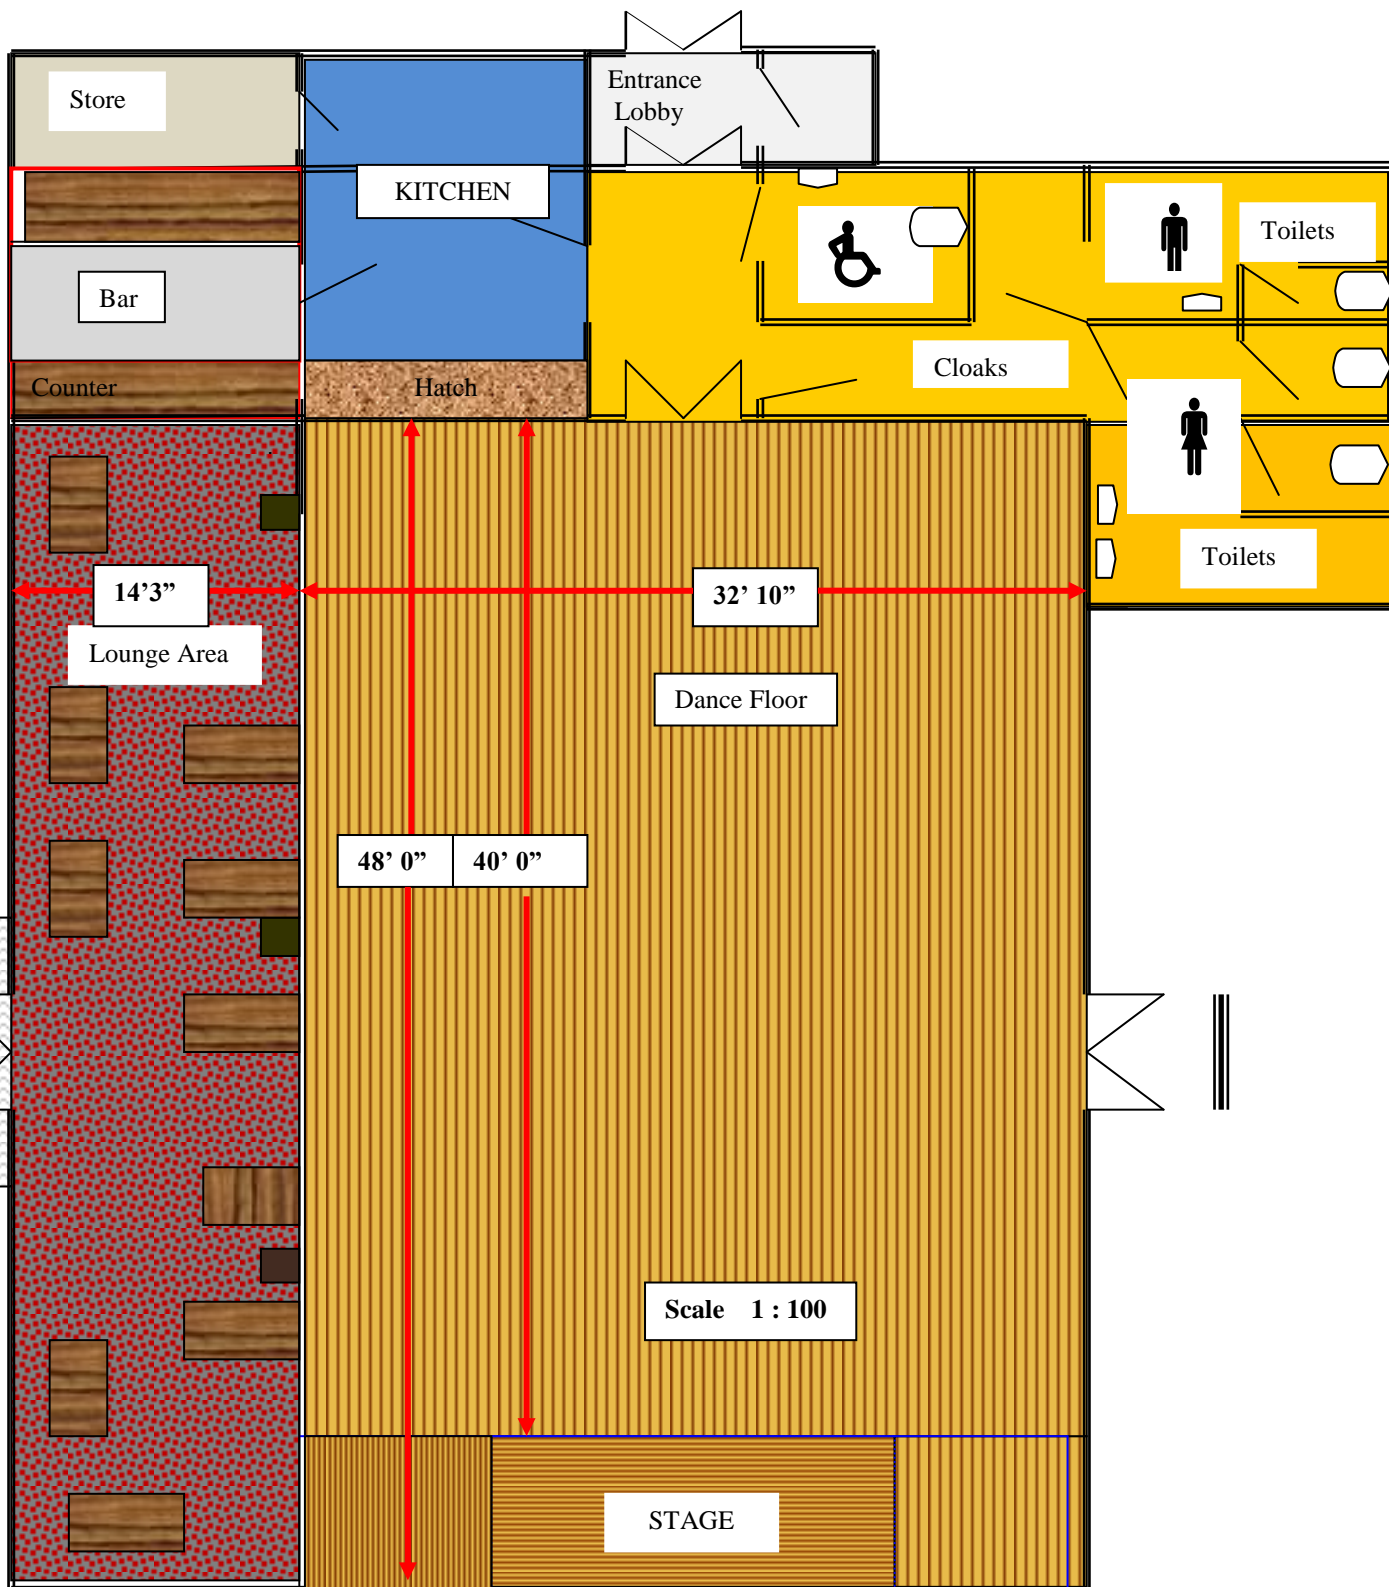 Entrance
Lobby
Store
KITCHEN
Toilets
Bar
Cloaks
Counter
Hatch
Toilets
14’3”
32’ 10”
Lounge Area
Dance Floor
48’ 0”
40’ 0”
Scale 1 : 100
STAGE